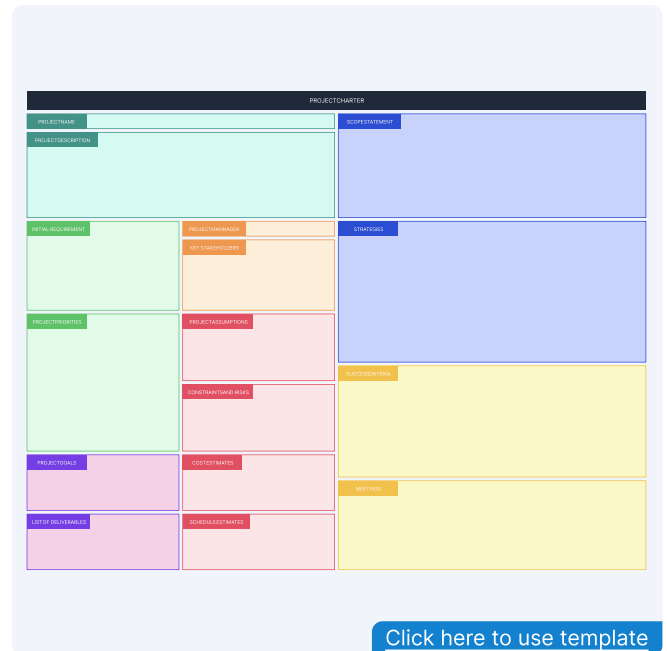 PROJECTCHARTER
PROJECTNAME
PROJECTDESCRIPTION
SCOPESTATEMENT
INITIAL REQUIREMENT
PROJECTMANNAGER
KEY STAKEHOLDERS
STRATEGIES
PROJECTPRIORITIES
PROJECTASSUMPTIONS
SUCCESSCRITERIA
CONSTRAINTSAND RISKS
PROJECTGOALS
COSTESTIMATES
MEETINGS
LIST OF DELIVERABLES
SCHEDULEESTIMATES
Click here to use template